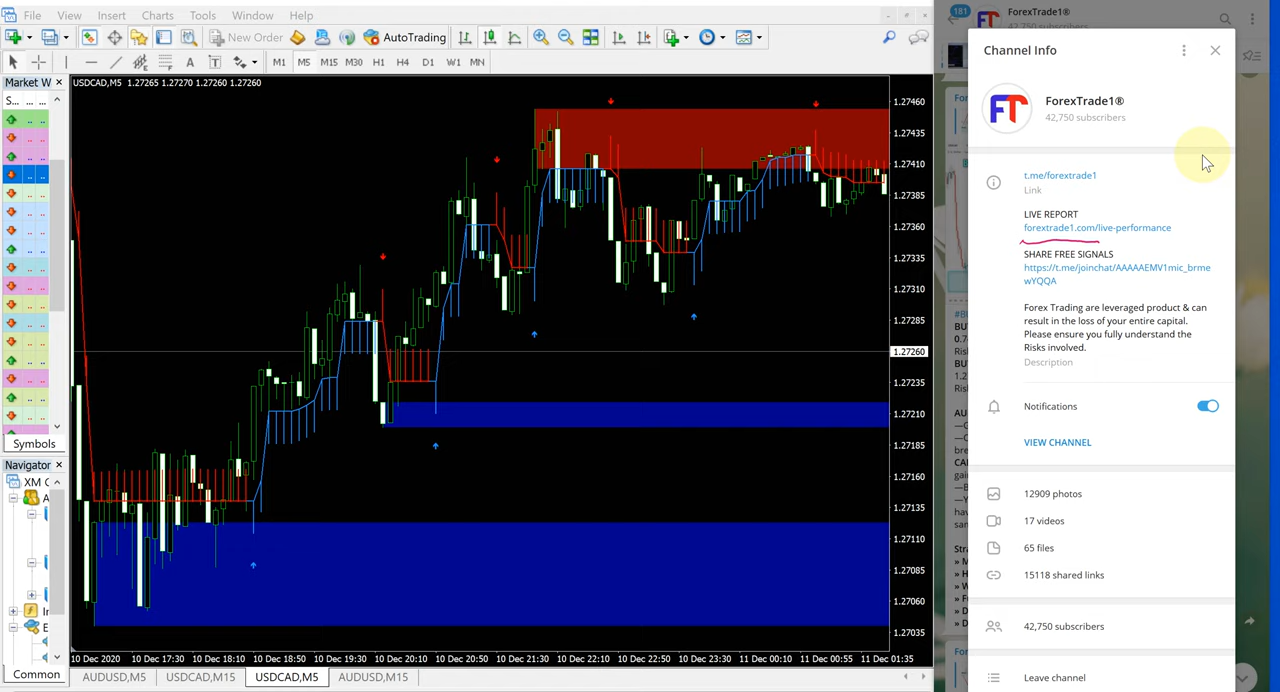 File View Insert Charts Tools Window Help
New Order AutoTrading
M1 M5 M15 M30 H1 H4 D1 W1 MN
Market W
S... ... ...
Symbols
Navigator
XM
A
In
E
Common
USDCAD,M5 1.27265 1.27270 1.27260 1.27260
1.27460
1.27435
1.27410
1.27385
1.27360
1.27335
1.27310
1.27285
1.27260
1.27235
1.27210
1.27185
1.27160
1.27135
1.27110
1.27085
1.27060
1.27035
10 Dec 2020 10 Dec 17:30 10 Dec 18:10 10 Dec 18:50 10 Dec 19:30 10 Dec 20:10 10 Dec 20:50 10 Dec 21:30 10 Dec 22:10 10 Dec 22:50 10 Dec 23:30 11 Dec 00:10 11 Dec 00:55 11 Dec 01:35
AUDUSD,M5 USDCAD,M15 USDCAD,M5 AUDUSD,M15
181
FT
ForexTrade1®
42,750 subscribers
Channel Info
FT
ForexTrade1®
42,750 subscribers
t.me/forextrade1
Link
LIVE REPORT
forextrade1.com/live-performance
SHARE FREE SIGNALS
https://t.me/joinchat/AAAAAEMV1mic_brme
wYQQA
Forex Trading are leveraged product & can
result in the loss of your entire capital.
Please ensure you fully understand the
Risks involved.
Description
Notifications
VIEW CHANNEL
12909 photos
17 videos
65 files
15118 shared links
42,750 subscribers
Leave channel